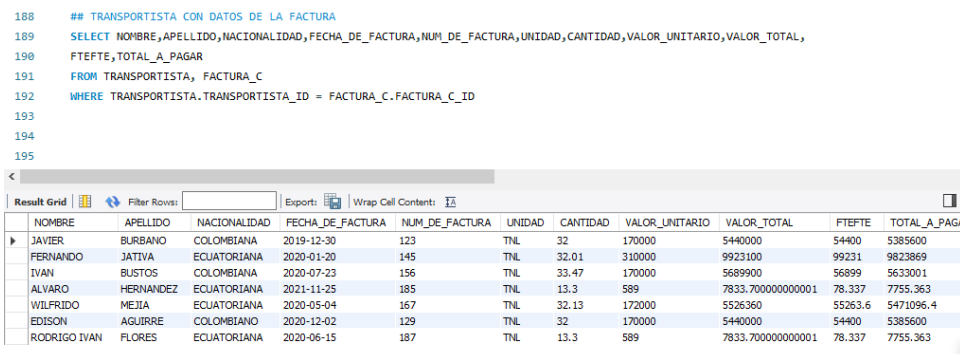 188 ## TRANSPORTISTA CON DATOS DE LA FACTURA
189 SELECT NOMBRE,APELLIDO,NACIONALIDAD,FECHA_DE_FACTURA,NUM_DE_FACTURA,UNIDAD,CANTIDAD,VALOR_UNITARIO,VALOR_TOTAL,
190 FTEFTE,TOTAL_A_PAGAR
191 FROM TRANSPORTISTA, FACTURA_C
192 WHERE TRANSPORTISTA.TRANSPORTISTA_ID = FACTURA_C.FACTURA_C_ID
193
194
195
Result Grid Filter Rows: Export: Wrap Cell Content:
NOMBRE APELLIDO NACIONALIDAD FECHA_DE_FACTURA NUM_DE_FACTURA UNIDAD CANTIDAD VALOR_UNITARIO VALOR_TOTAL FTEFTE TOTAL_A_PAGA
JAVIER BURBANO COLOMBIANA 2019-12-30 123 TNL 32 170000 5440000 54400 5385600
FERNANDO JATIVA ECUATORIANA 2020-01-20 145 TNL 32.01 310000 9923100 99231 9823869
IVAN BUSTOS COLOMBIANA 2020-07-23 156 TNL 33.47 170000 5689900 56899 5633001
ALVARO HERNANDEZ ECUATORIANA 2021-11-25 185 TNL 13.3 589 7833.700000000001 78.337 7755.363
WILFRIDO MEJIA ECUATORIANA 2020-05-04 167 TNL 32.13 172000 5526360 55263.6 5471096.4
EDISON AGUIRRE COLOMBIANO 2020-12-02 129 TNL 32 170000 5440000 54400 5385600
RODRIGO IVAN FLORES ECUATORIANA 2020-06-15 187 TNL 13.3 589 7833.700000000001 78.337 7755.363